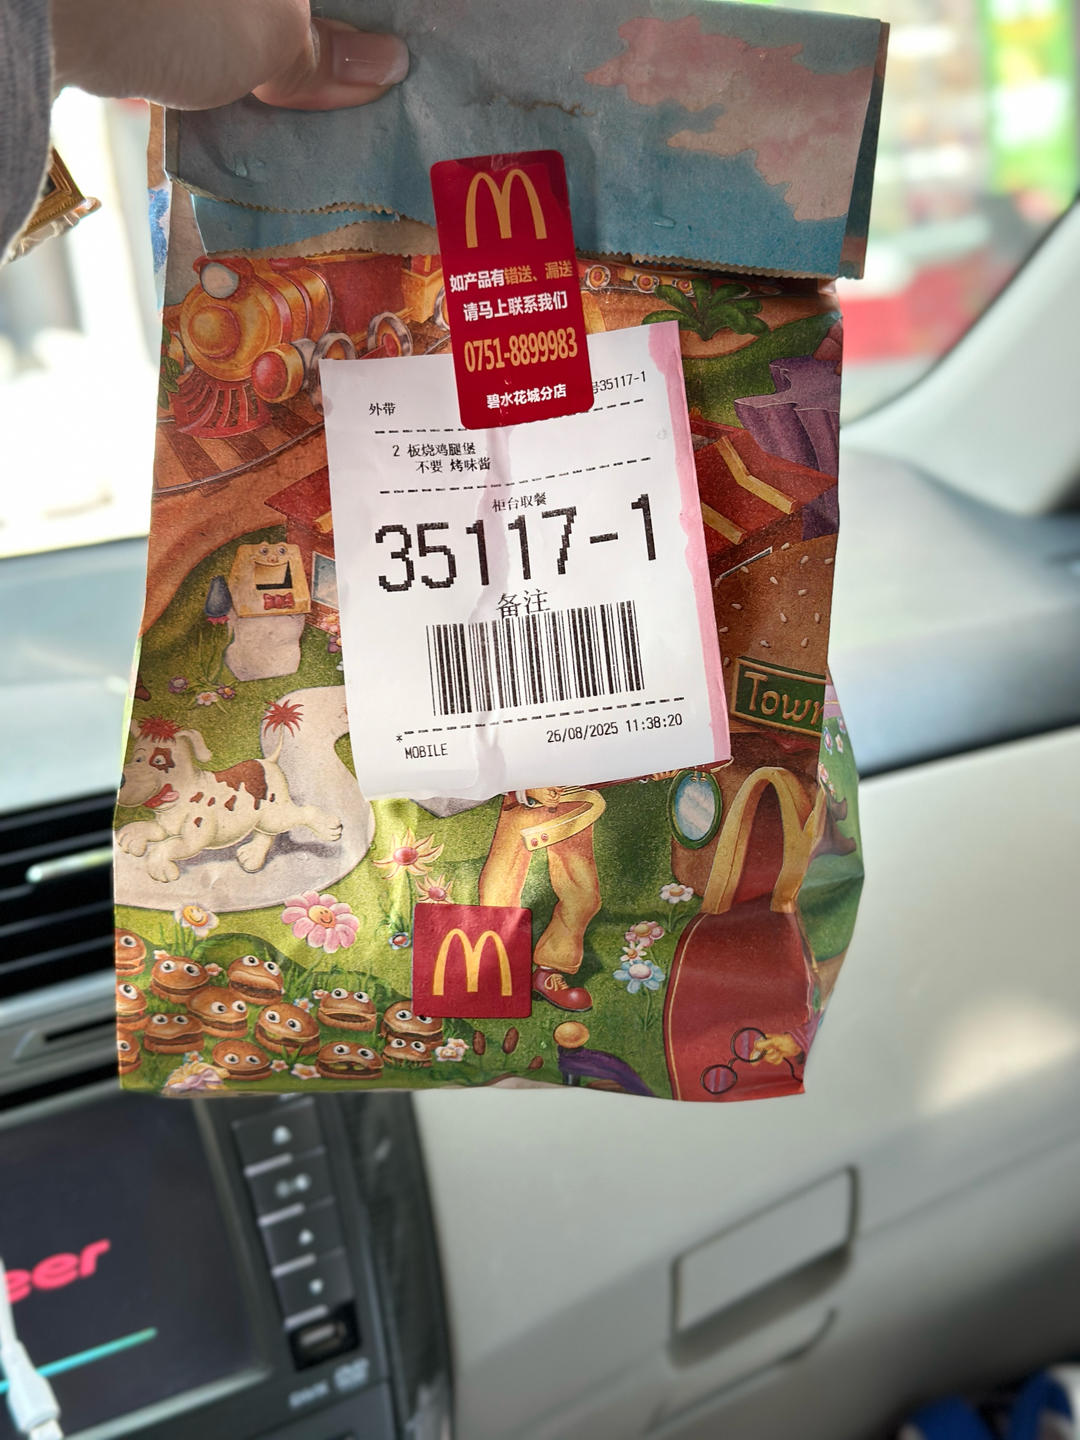 如产品有错送、漏送
请马上联系我们
0751-8899983
碧水花城分店
外带
号35117-1
2 板烧鸡腿堡
不要 烤味酱
柜台取餐
35117-1
备注
*
MOBILE
26/08/2025 11:38:20
Town
eer